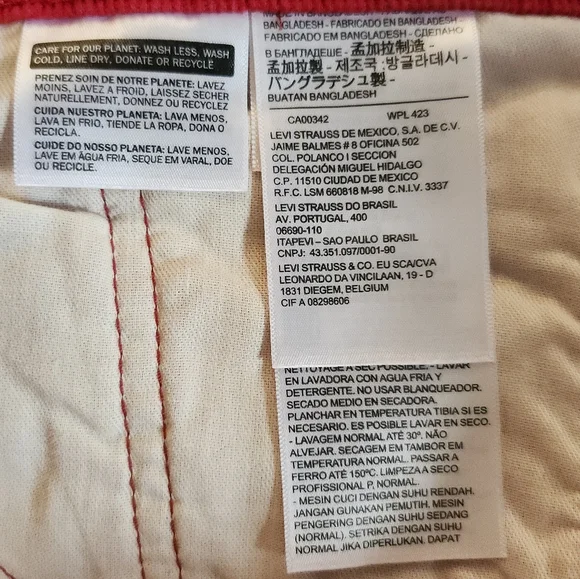 CARE FOR OUR PLANET: WASH LESS, WASH
COLD, LINE DRY, DONATE OR RECYCLE
PRENEZ SOIN DE NOTRE PLANETE: LAVEZ
MOINS, LAVEZ A FROID, LAISSEZ SECHER
NATURELLEMENT, DONNEZ OU RECYCLEZ
CUIDA NUESTRO PLANETA: LAVA MENOS,
LAVA EN FRIO, TIENDE LA ROPA, DONA O
RECICLA.
CUIDE DO NOSSO PLANETA: LAVE MENOS,
LAVE EM ÁGUA FRIA, SEQUE EM VARAL, DOE
OU RECICLE.
BANGLADESH - FABRICADO EN BANGLADESH -
FABRICADO EM BANGLADESH - СДЕЛАНО
В БАНГЛАДЕШЕ - 孟加拉制造 -
孟加拉製 - 제조국 :방글라데시 -
バングラデシュ製 -
BUATAN BANGLADESH
CA00342 WPL 423
LEVI STRAUSS DE MEXICO, S.A. DE C.V.
JAIME BALMES # 8 OFICINA 502
COL. POLANCO I SECCION
DELEGACIÓN MIGUEL HIDALGO
C.P. 11510 CIUDAD DE MEXICO
R.F.C. LSM 660818 M-98 C.N.I.V. 3337
LEVI STRAUSS DO BRASIL
AV. PORTUGAL, 400
06690-110
ITAPEVI – SAO PAULO BRASIL
CNPJ: 43.351.097/0001-90
LEVI STRAUSS & CO. EU SCA/CVA
LEONARDO DA VINCILAAN, 19 - D
1831 DIEGEM, BELGIUM
CIF A 08298606
NETTOYAGE A SEC POSSIBLE. - LAVAR
EN LAVADORA CON AGUA FRIA Y
DETERGENTE. NO USAR BLANQUEADOR.
SECADO MEDIO EN SECADORA.
PLANCHAR EN TEMPERATURA TIBIA SI ES
NECESARIO. ES POSIBLE LAVAR EN SECO.
- LAVAGEM NORMAL ATÉ 30º. NÃO
ALVEJAR. SECAGEM EM TAMBOR EM
TEMPERATURA NORMAL. PASSAR A
FERRO ATÉ 150ºC. LIMPEZA A SECO
PROFISSIONAL P, NORMAL.
- MESIN CUCI DENGAN SUHU RENDAH.
JANGAN GUNAKAN PEMUTIH, MESIN
PENGERING DENGAN SUHU SEDANG
(NORMAL). SETRIKA DENGAN SUHU
NORMAL JIKA DIPERLUKAN. DAPAT